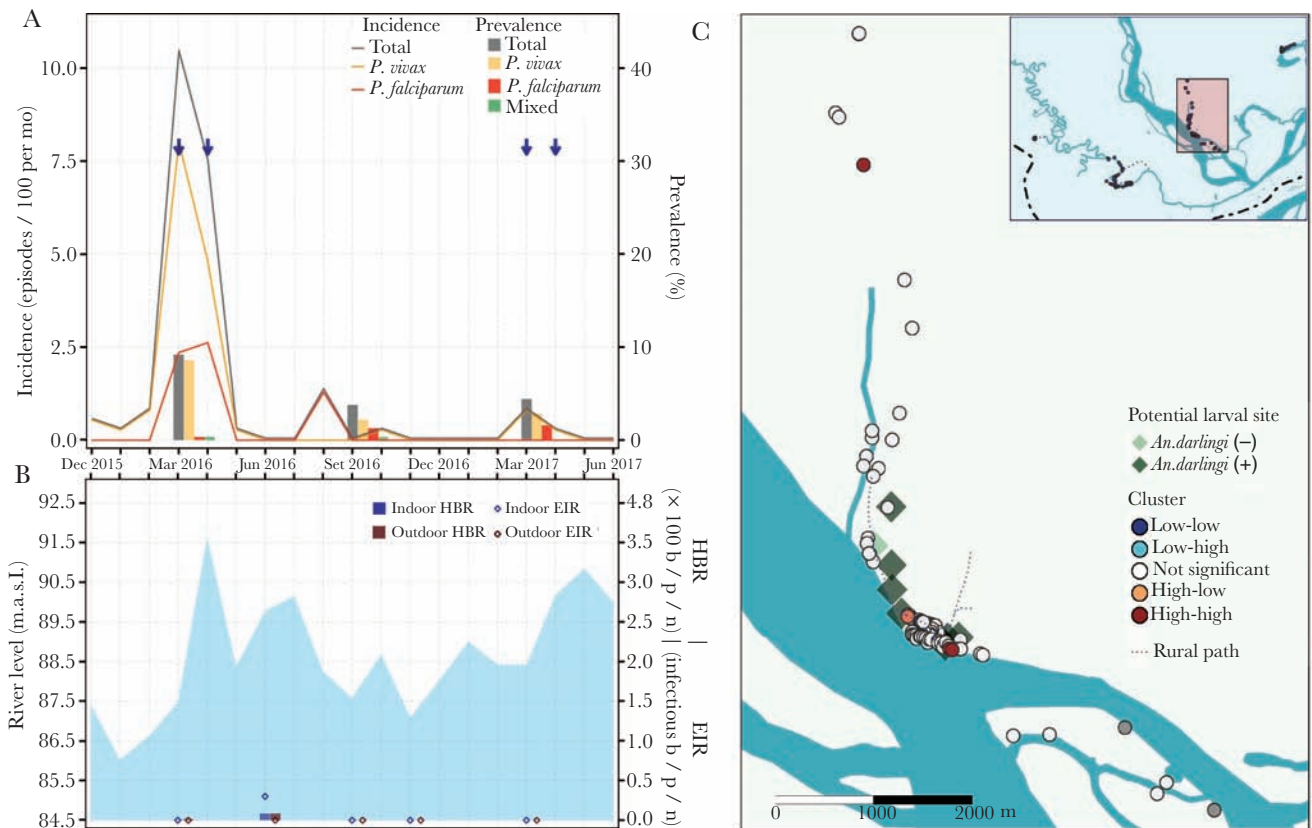 A
Incidence
Total
P. vivax
P. falciparum
Prevalence
Total
P. vivax
P. falciparum
Mixed
Incidence (episodes / 100 per mo)
10.0
7.5
5.0
2.5
0.0
Prevalence (%)
40
30
20
10
0
Dec 2015
Mar 2016
Jun 2016
Set 2016
Dec 2016
Mar 2017
Jun 2017
B
Indoor HBR
Indoor EIR
Outdoor HBR
Outdoor EIR
River level (m.a.s.l.)
92.5
91.5
90.5
89.5
88.5
87.5
86.5
85.5
84.5
4.8
4.0
3.5
3.2
2.5
2.0
1.5
1.0
0.5
0.0
HBR | EIR
(× 100 b / p / n) | (infectious b / p / n)
C
Potential larval site
An.darlingi (−)
An.darlingi (+)
Cluster
Low-low
Low-high
Not significant
High-low
High-high
Rural path
0 1000 2000 m